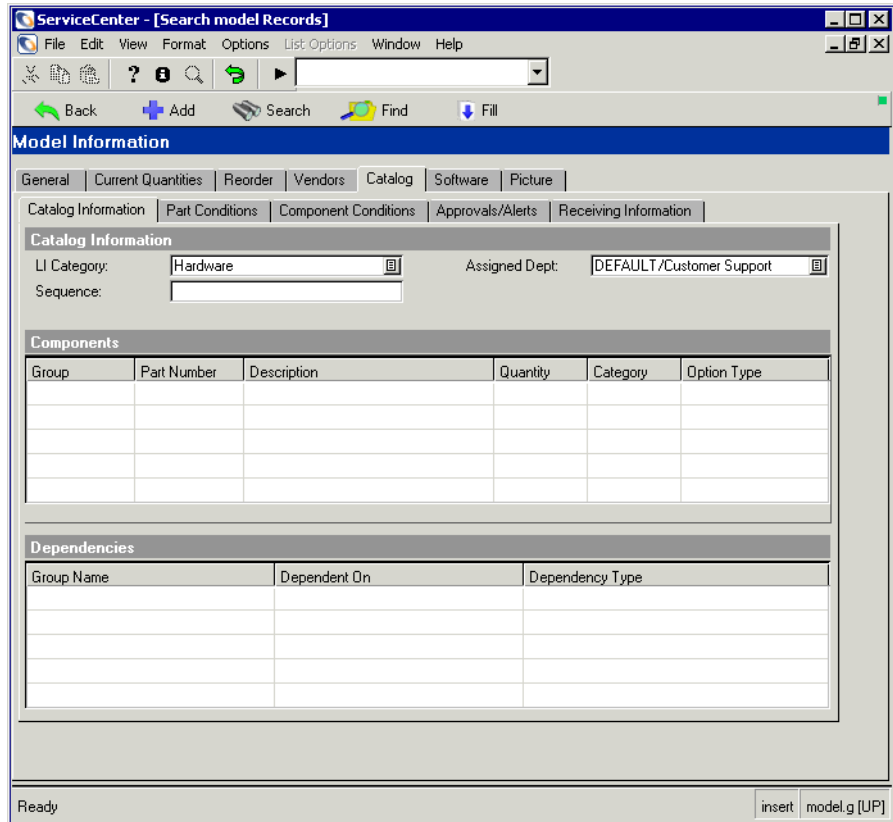 ServiceCenter - [Search model Records]
File Edit View Format Options List Options Window Help
Back Add Search Find Fill
Model Information
General Current Quantities Reorder Vendors Catalog Software Picture
Catalog Information Part Conditions Component Conditions Approvals/Alerts Receiving Information
Catalog Information
LI Category: Hardware Assigned Dept: DEFAULT/Customer Support
Sequence:
Components
Group Part Number Description Quantity Category Option Type
Dependencies
Group Name Dependent On Dependency Type
Ready insert model.g [UP]